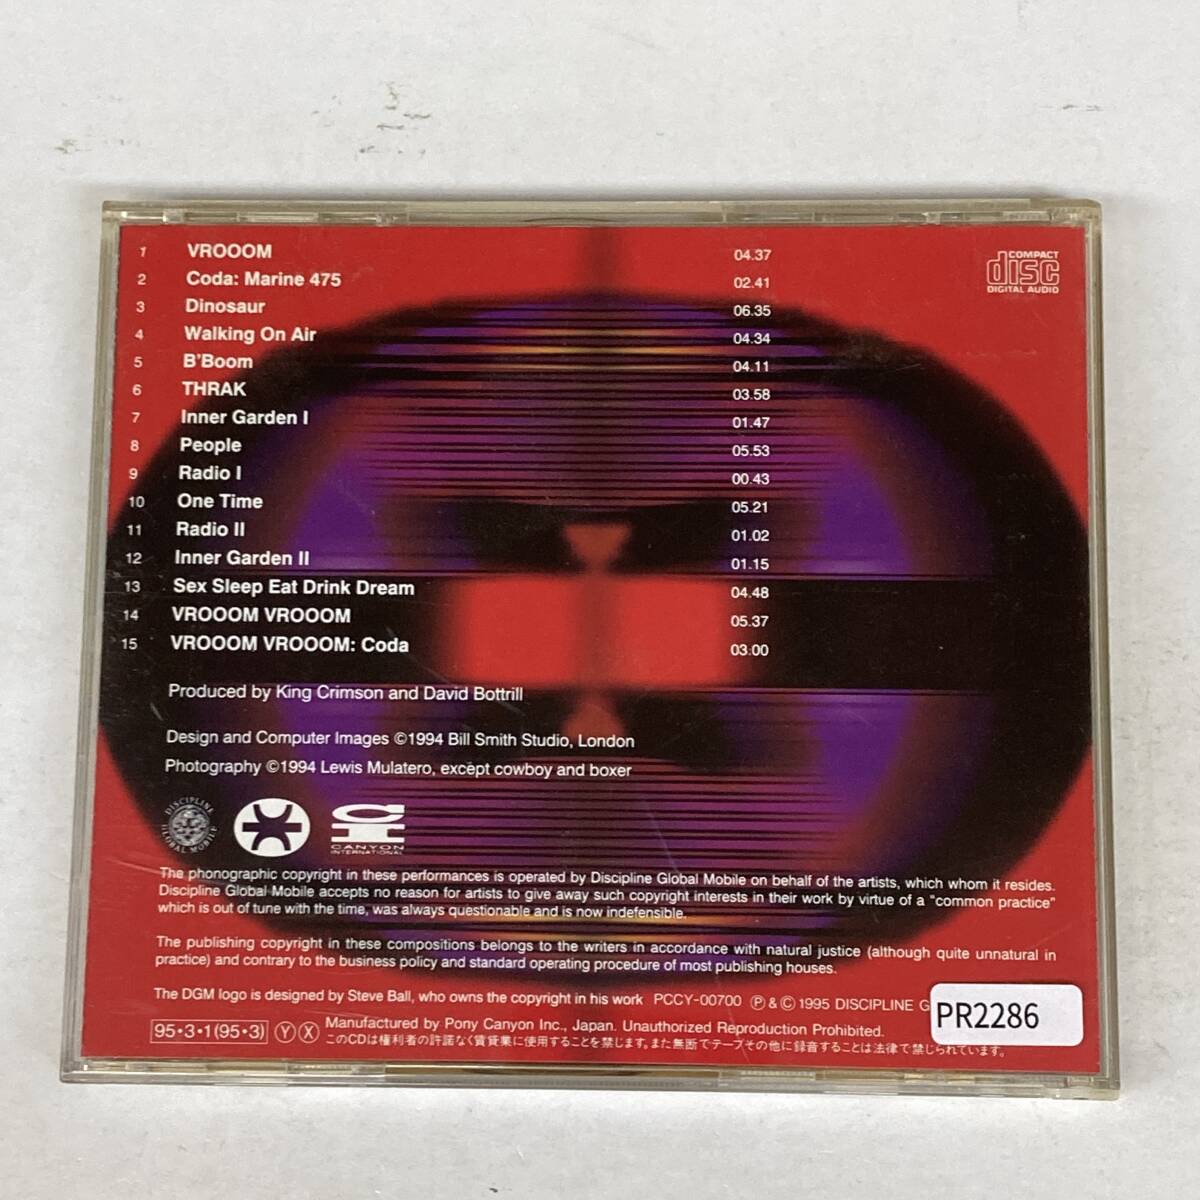 1 VROOOM 04.37
2 Coda: Marine 475 02.41
3 Dinosaur 06.35
4 Walking On Air 04.34
5 B'Boom 04.11
6 THRAK 03.58
7 Inner Garden I 01.47
8 People 05.53
9 Radio I 00.43
10 One Time 05.21
11 Radio II 01.02
12 Inner Garden II 01.15
13 Sex Sleep Eat Drink Dream 04.48
14 VROOOM VROOOM 05.37
15 VROOOM VROOOM: Coda 03:00
COMPACT
disc
DIGITAL AUDIO
Produced by King Crimson and David Bottrill
Design and Computer Images ©1994 Bill Smith Studio, London
Photography ©1994 Lewis Mulatero, except cowboy and boxer
DISCIPLINE
GLOBAL MOBILE
CANYON
INTERNATIONAL
The phonographic copyright in these performances is operated by Discipline Global Mobile on behalf of the artists, which whom it resides.
Discipline Global Mobile accepts no reason for artists to give away such copyright interests in their work by virtue of a "common practice"
which is out of tune with the time, was always questionable and is now indefensible.
The publishing copyright in these compositions belongs to the writers in accordance with natural justice (although quite unnatural in
practice) and contrary to the business policy and standard operating procedure of most publishing houses.
The DGM logo is designed by Steve Ball, who owns the copyright in his work PCCY-00700 Ⓟ & © 1995 DISCIPLINE G
PR2286
95・3・1(95・3) Ⓨ Ⓧ Manufactured by Pony Canyon Inc., Japan. Unauthorized Reproduction Prohibited.
このCDは権利者の許諾なく賃貸業に使用することを禁じます。また無断でテープその他に録音することは法律で禁じられています。